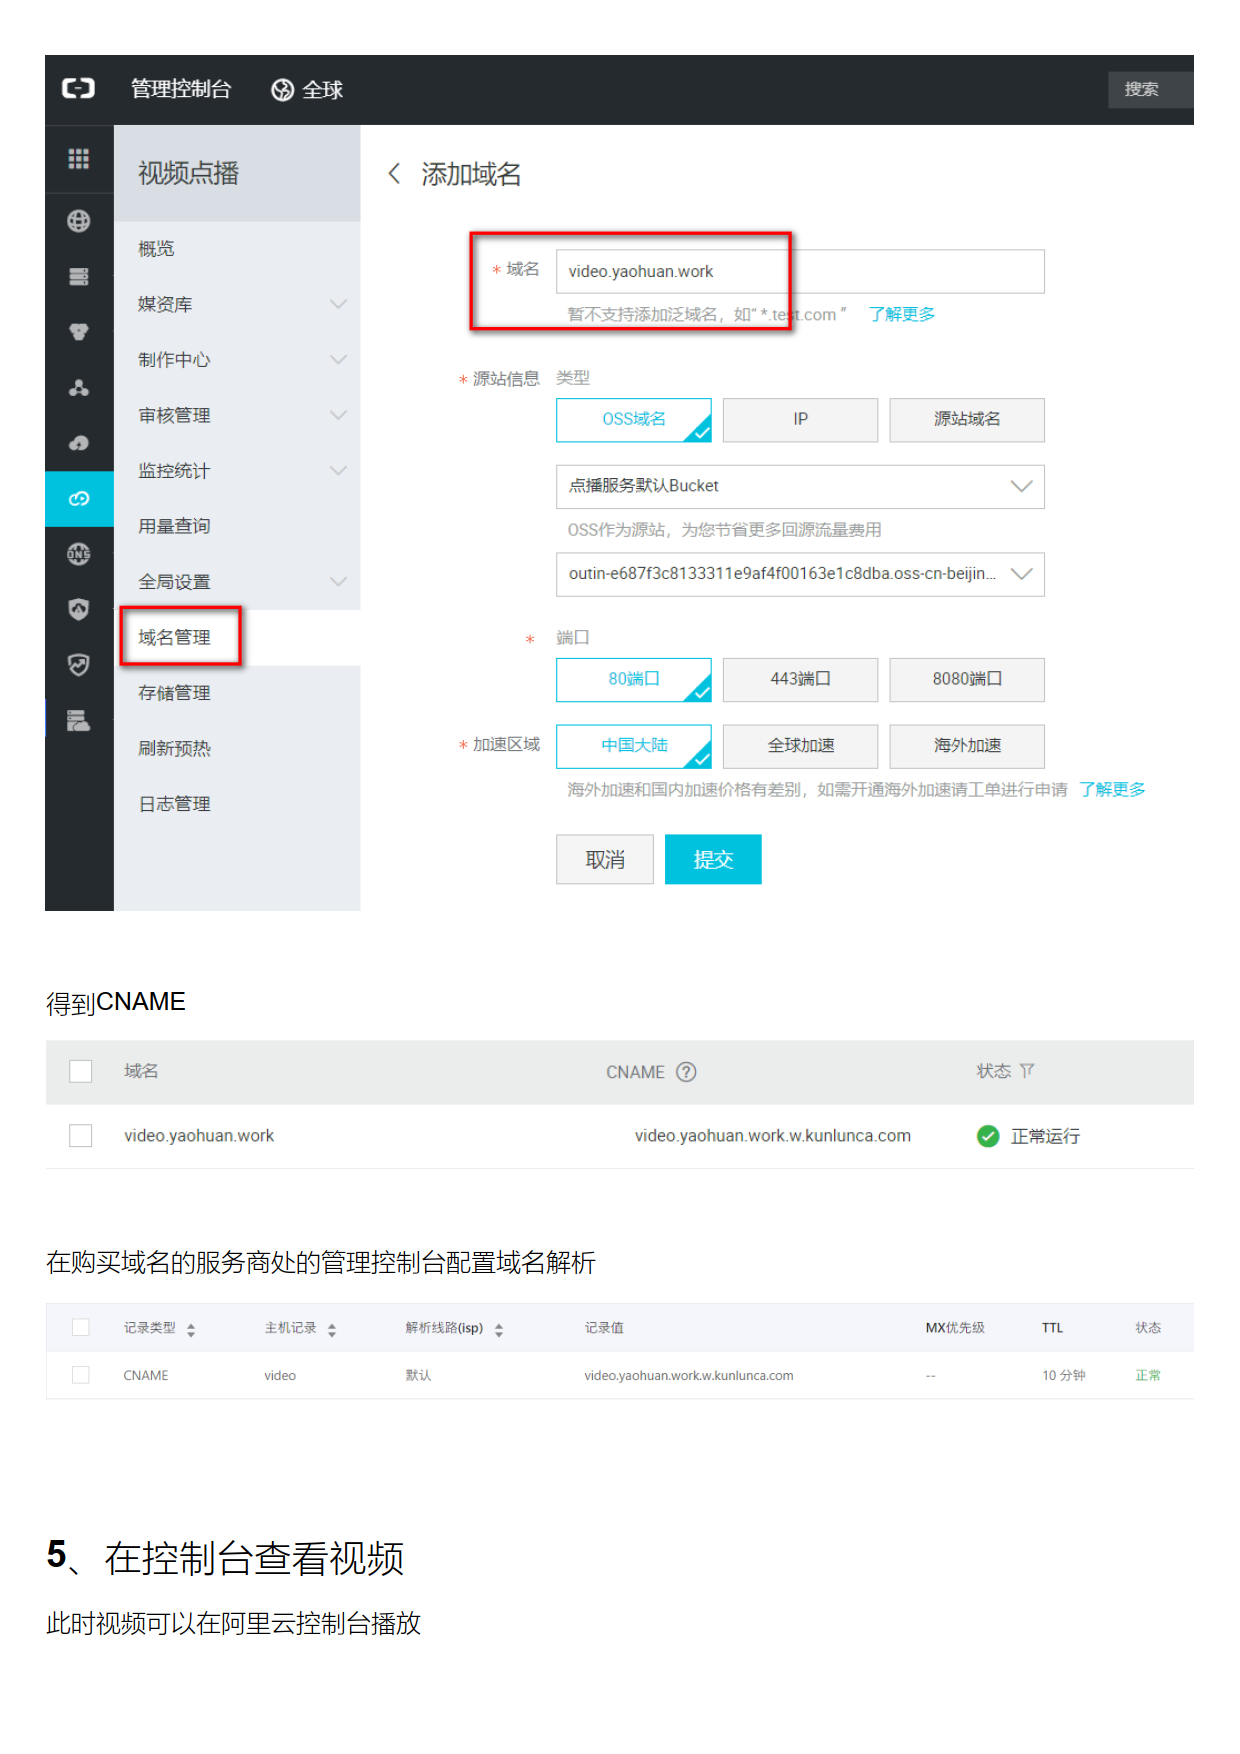 管理控制台 全球 搜索
视频点播
添加域名
概览
媒资库
制作中心
审核管理
监控统计
用量查询
全局设置
域名管理
存储管理
刷新预热
日志管理
* 域名 video.yaohuan.work
暂不支持添加泛域名，如“ *.test.com ” 了解更多
* 源站信息 类型
OSS域名 IP 源站域名
点播服务默认Bucket
OSS作为源站，为您节省更多回源流量费用
outin-e687f3c8133311e9af4f00163e1c8dba.oss-cn-beijin...
* 端口
80端口 443端口 8080端口
* 加速区域 中国大陆 全球加速 海外加速
海外加速和国内加速价格有差别，如需开通海外加速请工单进行申请 了解更多
取消 提交
得到CNAME
域名 CNAME ? 状态
video.yaohuan.work video.yaohuan.work.w.kunlunca.com 正常运行
在购买域名的服务商处的管理控制台配置域名解析
记录类型 主机记录 解析线路(isp) 记录值 MX优先级 TTL 状态
CNAME video 默认 video.yaohuan.work.w.kunlunca.com -- 10 分钟 正常
5、在控制台查看视频
此时视频可以在阿里云控制台播放